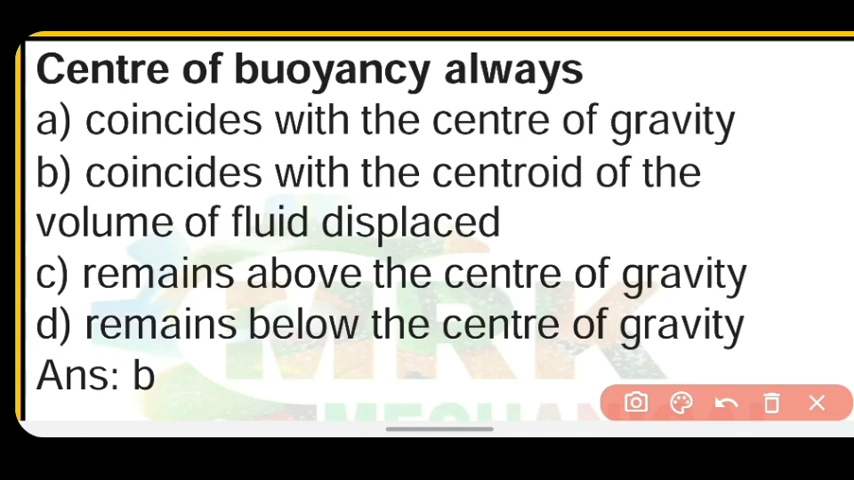 Centre of buoyancy always
a) coincides with the centre of gravity
b) coincides with the centroid of the
volume of fluid displaced
c) remains above the centre of gravity
d) remains below the centre of gravity
Ans: b
MRK